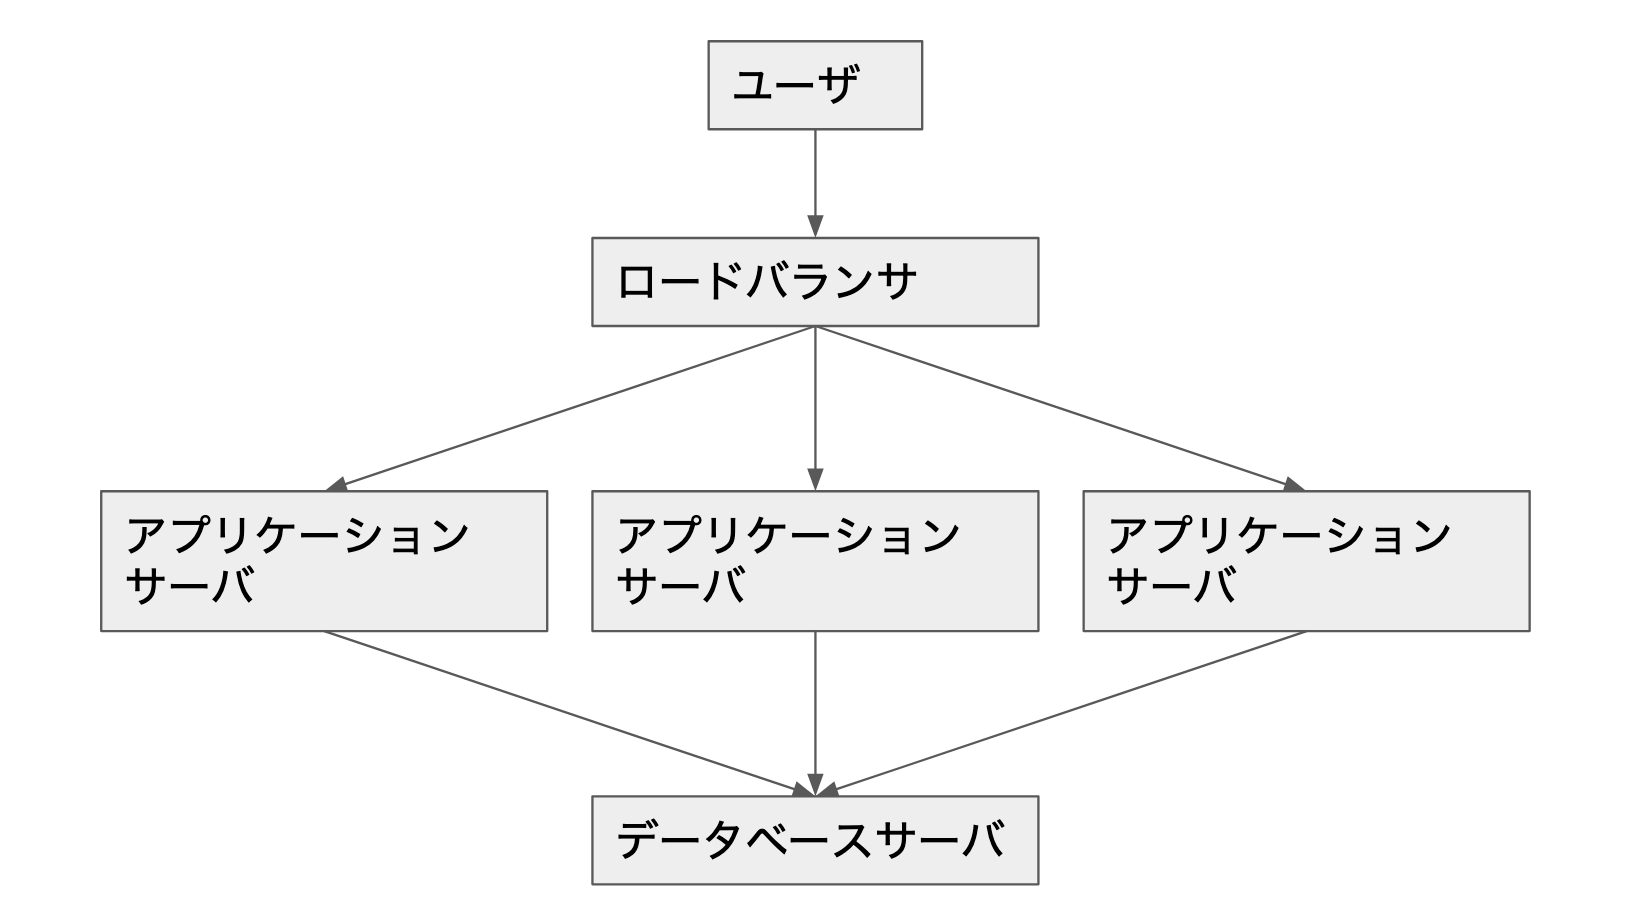 ユーザ
ロードバランサ
アプリケーション
サーバ
アプリケーション
サーバ
アプリケーション
サーバ
データベースサーバ